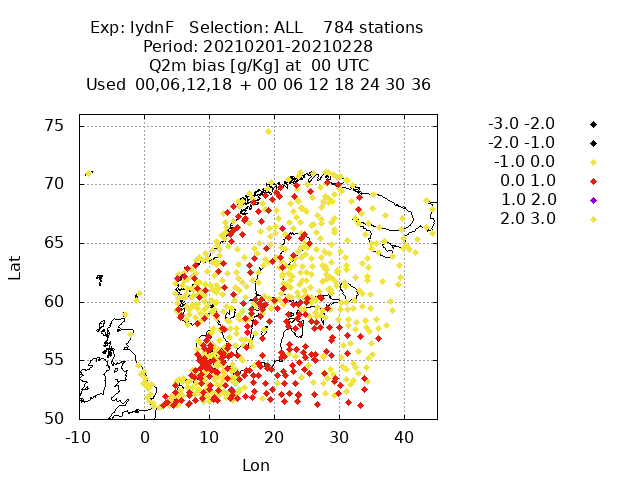 Exp: IydnF Selection: ALL 784 stations
Period: 20210201-20210228
Q2m bias [g/Kg] at 00 UTC
Used 00,06,12,18 + 00 06 12 18 24 30 36
75
70
65
60
55
50
-10 0 10 20 30 40
Lat
Lon
-3.0 -2.0
-2.0 -1.0
-1.0 0.0
0.0 1.0
1.0 2.0
2.0 3.0